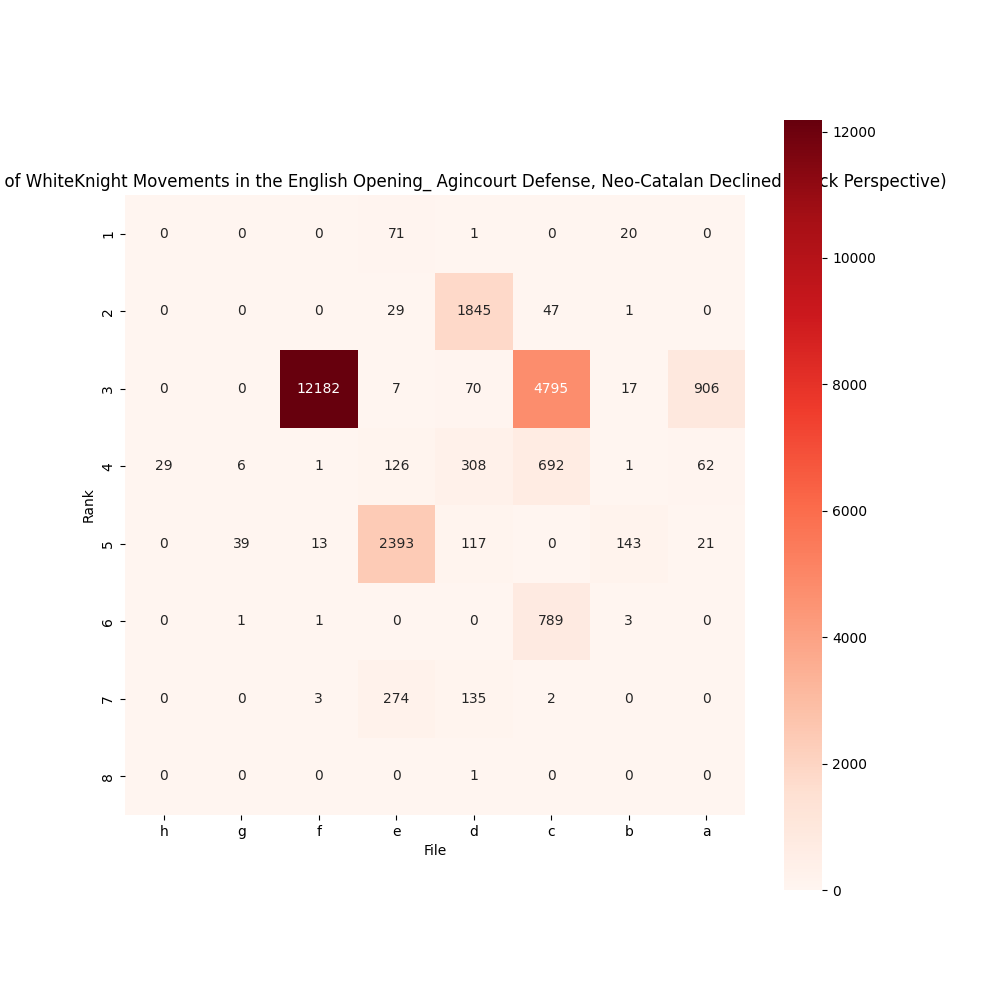 of WhiteKnight Movements in the English Opening_ Agincourt Defense, Neo-Catalan Declined Perspective)
12000
10000
8000
6000
4000
2000
0
Rank
1 0 0 0 71 1 0 20 0
2 0 0 0 29 1845 47 1 0
3 0 0 12182 7 70 4795 17 906
4 29 6 1 126 308 692 1 62
5 0 39 13 2393 117 0 143 21
6 0 1 1 0 0 789 3 0
7 0 0 3 274 135 2 0 0
8 0 0 0 0 1 0 0 0
h g f e d c b a
File